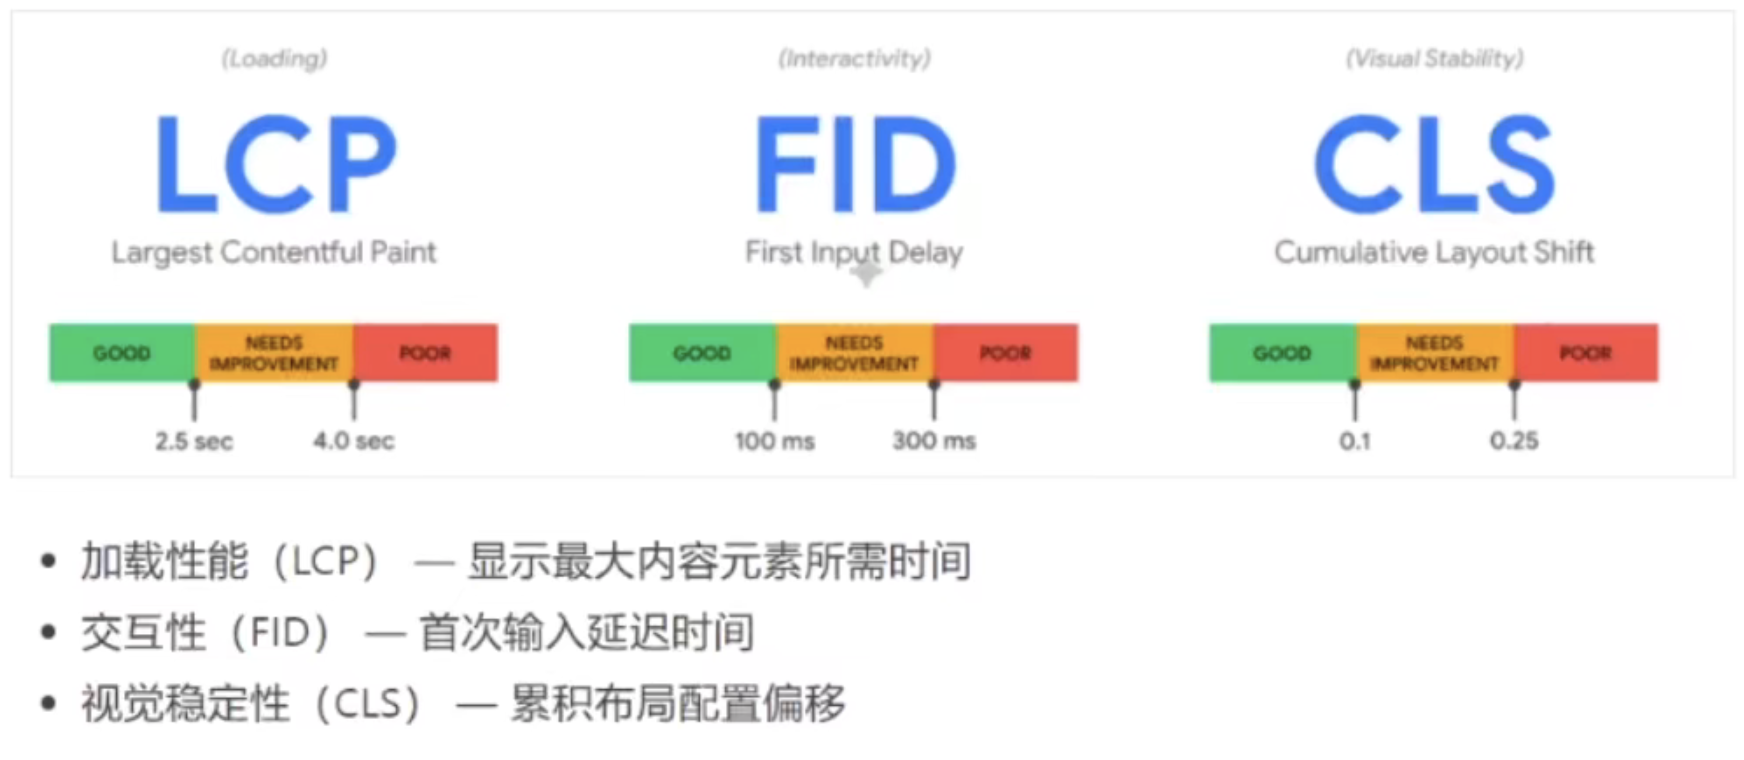 (Loading)
(Interactivity)
(Visual Stability)
LCP
FID
CLS
Largest Contentful Paint
First Input Delay
Cumulative Layout Shift
GOOD
NEEDS
IMPROVEMENT
POOR
2.5 sec
4.0 sec
GOOD
NEEDS
IMPROVEMENT
POOR
100 ms
300 ms
GOOD
NEEDS
IMPROVEMENT
POOR
0.1
0.25
• 加载性能（LCP） — 显示最大内容元素所需时间
• 交互性（FID） — 首次输入延迟时间
• 视觉稳定性（CLS） — 累积布局配置偏移